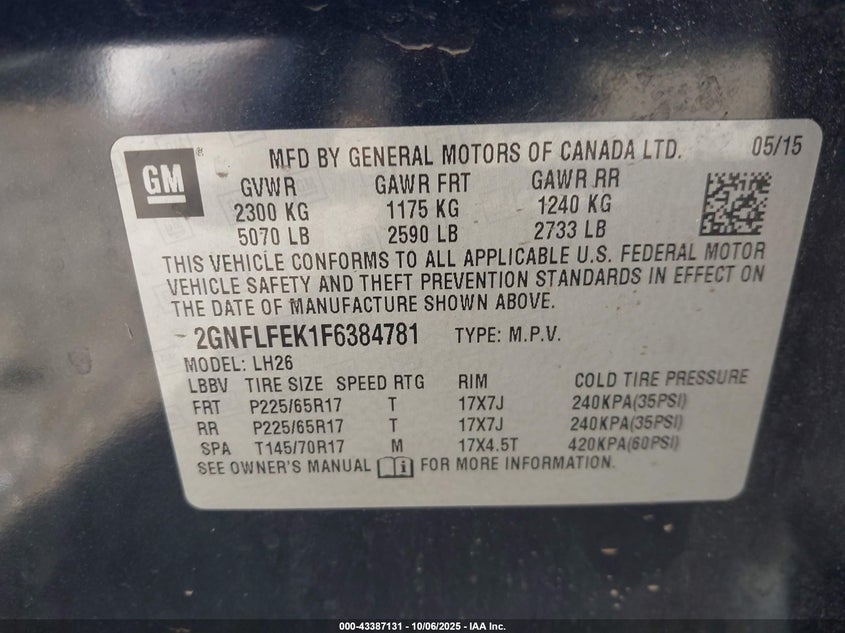 GM® MFD BY GENERAL MOTORS OF CANADA LTD. 05/15
GVWR GAWR FRT GAWR RR
2300 KG 1175 KG 1240 KG
5070 LB 2590 LB 2733 LB
THIS VEHICLE CONFORMS TO ALL APPLICABLE U.S. FEDERAL MOTOR
VEHICLE SAFETY AND THEFT PREVENTION STANDARDS IN EFFECT ON
THE DATE OF MANUFACTURE SHOWN ABOVE.
2GNFLFEK1F6384781 TYPE: M.P.V.
MODEL: LH26
LBBV TIRE SIZE SPEED RTG RIM COLD TIRE PRESSURE
FRT P225/65R17 T 17X7J 240KPA(35PSI)
RR P225/65R17 T 17X7J 240KPA(35PSI)
SPA T145/70R17 M 17X4.5T 420KPA(60PSI)
SEE OWNER'S MANUAL FOR MORE INFORMATION.
000-43387131 - 10/06/2025 - IAA Inc.